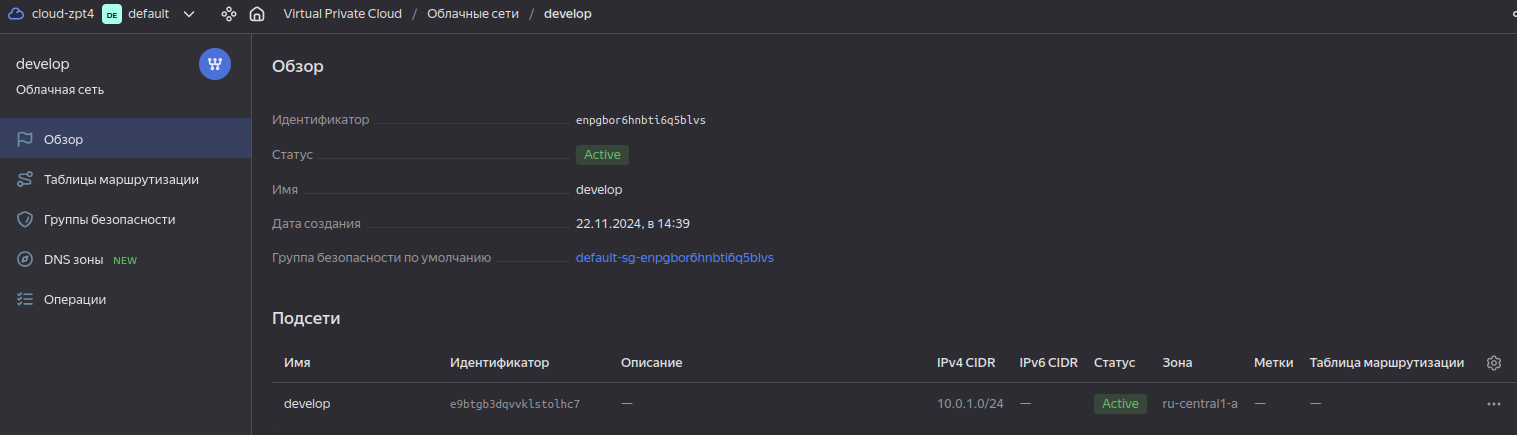 cloud-zpt4 DE default Virtual Private Cloud / Облачные сети / develop
develop
Облачная сеть
Обзор
Таблицы маршрутизации
Группы безопасности
DNS зоны NEW
Операции
Обзор
Идентификатор enpgbor6hnbti6q5blvs
Статус Active
Имя develop
Дата создания 22.11.2024, в 14:39
Группа безопасности по умолчанию default-sg-enpgbor6hnbti6q5blvs
Подсети
Имя Идентификатор Описание IPv4 CIDR IPv6 CIDR Статус Зона Метки Таблица маршрутизации
develop e9btgb3dqvvklstolhc7 — 10.0.1.0/24 — Active ru-central1-a — —